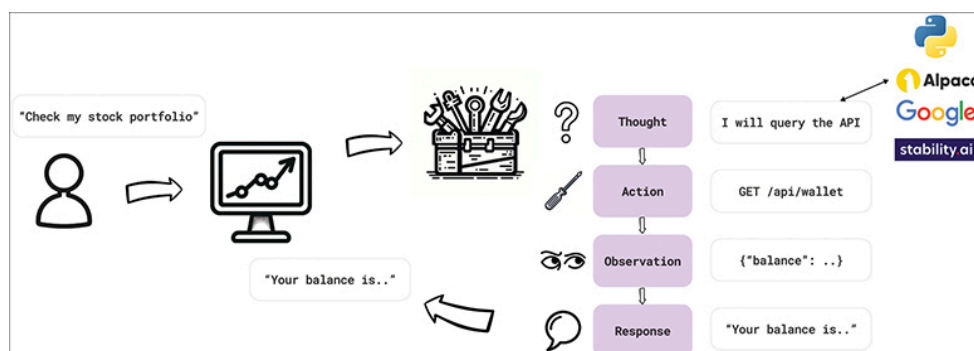 "Check my stock portfolio"
"Your balance is.."
Thought
I will query the API
Action
GET /api/wallet
Observation
{"balance": ..}
Response
"Your balance is.."
Alpaca
Google
stability.ai